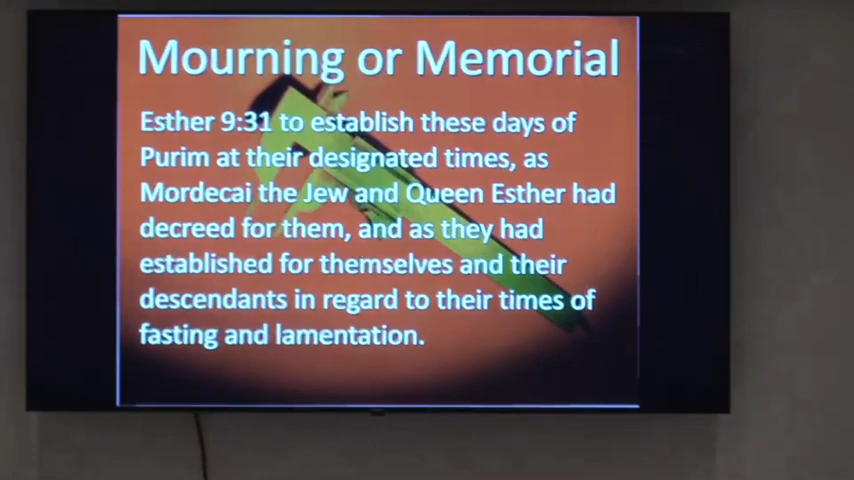 Mourning or Memorial
Esther 9:31 to establish these days of
Purim at their designated times, as
Mordecai the Jew and Queen Esther had
decreed for them, and as they had
established for themselves and their
descendants in regard to their times of
fasting and lamentation.